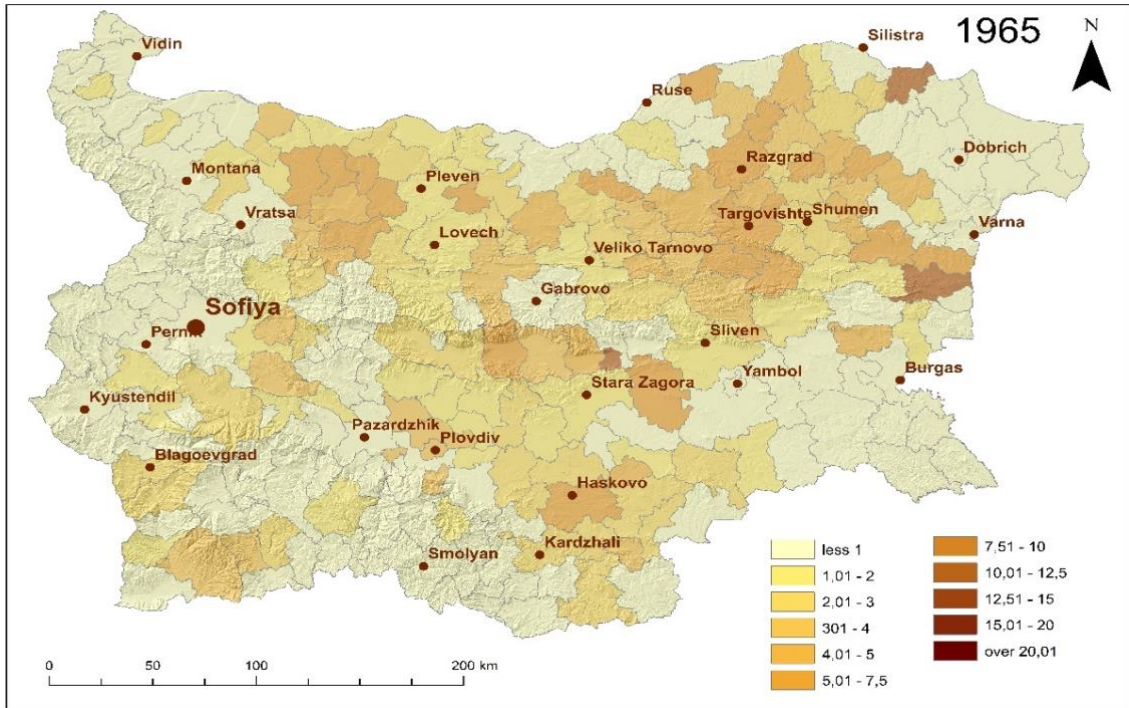 1965
N
Vidin
Silistra
Ruse
Dobrich
Montana
Pleven
Razgrad
Vratsa
Targovishte
Shumen
Varna
Lovech
Veliko Tarnovo
Gabrovo
Sofiya
Pernik
Sliven
Yambol
Burgas
Kyustendil
Stara Zagora
Pazardzhik
Plovdiv
Blagoevgrad
Haskovo
Smolyan
Kardzhali
less 1
1,01 - 2
2,01 - 3
301 - 4
4,01 - 5
5,01 - 7,5
7,51 - 10
10,01 - 12,5
12,51 - 15
15,01 - 20
over 20,01
0 50 100 200 km